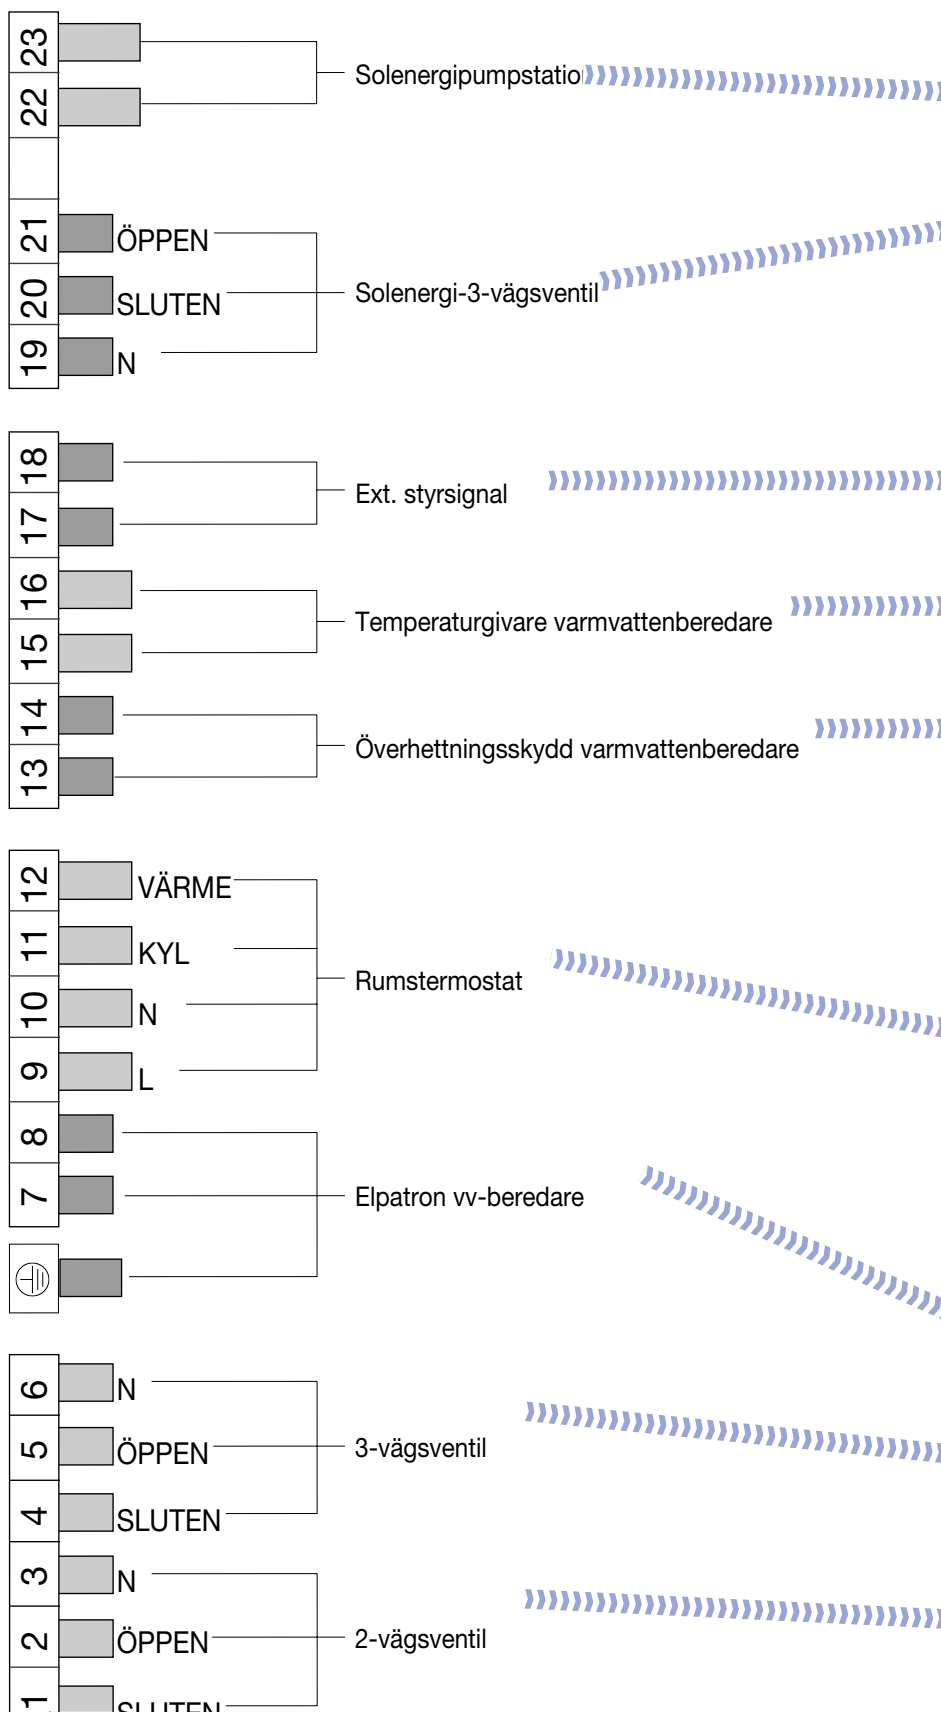 23
Solenergipumpstatio
22
21 ÖPPEN
20 SLUTEN
Solenergi-3-vägsventil
19 N
18
Ext. styrsignal
17
16
Temperaturgivare varmvattenberedare
15
14
Överhettningsskydd varmvattenberedare
13
12 VÄRME
11 KYL
Rumstermostat
10 N
9 L
8
7
Elpatron vv-beredare
6 N
5 ÖPPEN
3-vägsventil
4 SLUTEN
3 N
2 ÖPPEN
2-vägsventil
1 SLUTEN